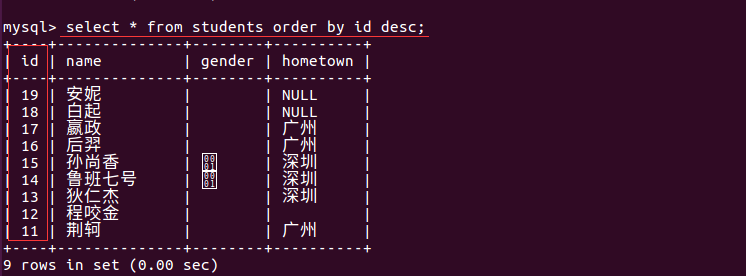 mysql> select * from students order by id desc;
+----+--------------+--------+----------+
| id | name | gender | hometown |
+----+--------------+--------+----------+
| 19 | 安妮 | | NULL |
| 18 | 白起 | | NULL |
| 17 | 嬴政 | | 广州 |
| 16 | 后羿 | | 广州 |
| 15 | 孙尚香 | 0001 | 深圳 |
| 14 | 鲁班七号 | 0001 | 深圳 |
| 13 | 狄仁杰 | | 深圳 |
| 12 | 程咬金 | | |
| 11 | 荆轲 | | 广州 |
+----+--------------+--------+----------+
9 rows in set (0.00 sec)